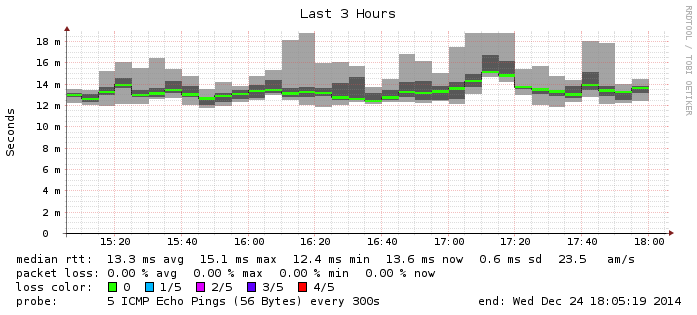 Last 3 Hours
RRDTOOL / TOBI OETIKER
Seconds
18 m
16 m
14 m
12 m
10 m
8 m
6 m
4 m
2 m
0
15:20 15:40 16:00 16:20 16:40 17:00 17:20 17:40 18:00
median rtt: 13.3 ms avg 15.1 ms max 12.4 ms min 13.6 ms now 0.6 ms sd 23.5 am/s
packet loss: 0.00 % avg 0.00 % max 0.00 % min 0.00 % now
loss color: 0 1/5 2/5 3/5 4/5
probe: 5 ICMP Echo Pings (56 Bytes) every 300s end: Wed Dec 24 18:05:19 2014